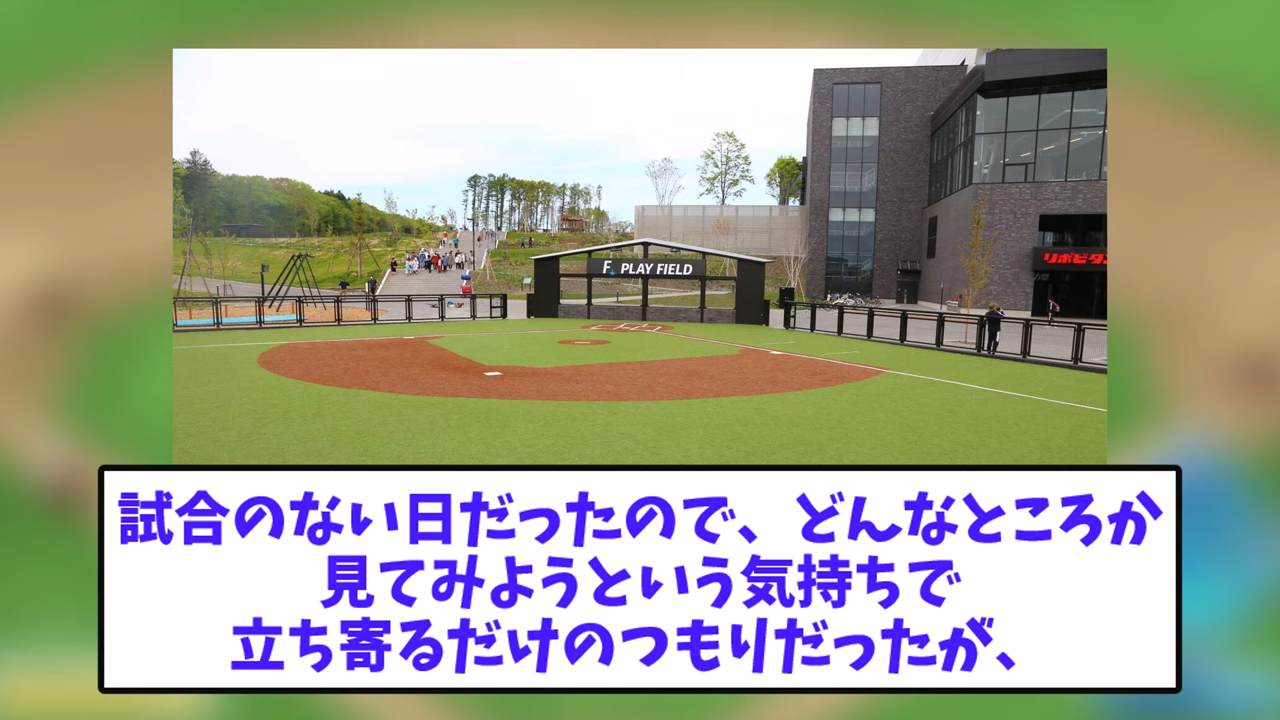 F. PLAY FIELD
リポビタン
試合のない日だったので、どんなところか
見てみようという気持ちで
立ち寄るだけのつもりだったが、